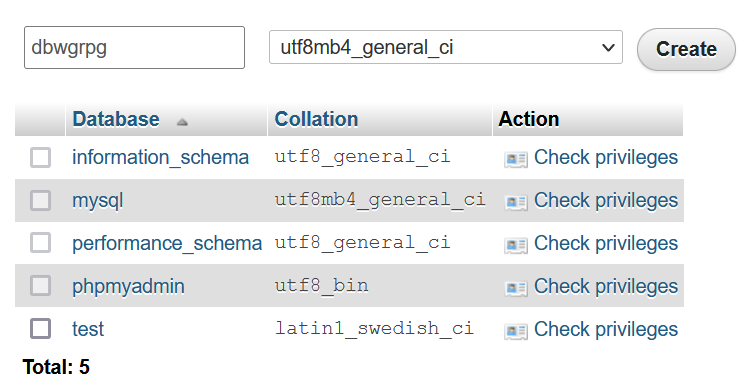 dbwgrpg utf8mb4_general_ci Create
Database Collation Action
information_schema utf8_general_ci Check privileges
mysql utf8mb4_general_ci Check privileges
performance_schema utf8_general_ci Check privileges
phpmyadmin utf8_bin Check privileges
test latin1_swedish_ci Check privileges
Total: 5